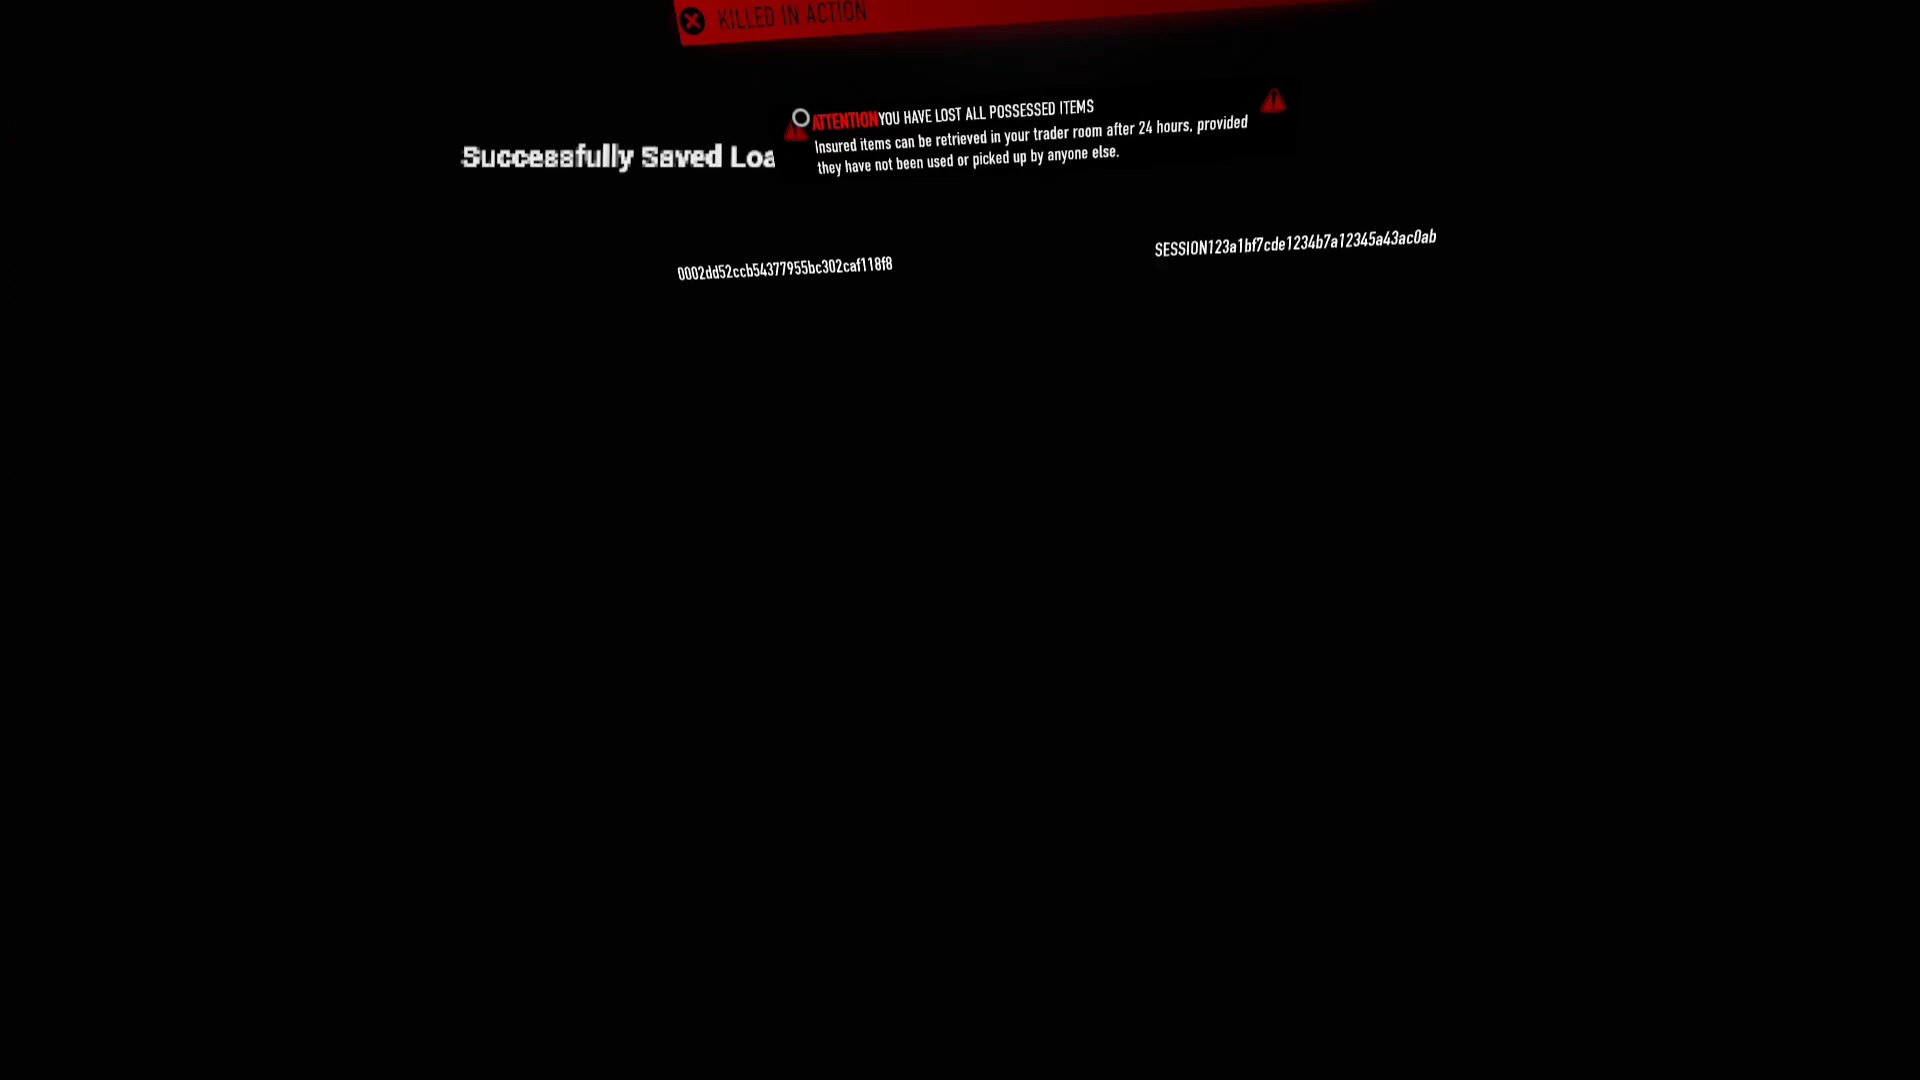 KILLED IN ACTION
ATTENTION YOU HAVE LOST ALL POSSESSED ITEMS
Insured items can be retrieved in your trader room after 24 hours, provided
they have not been used or picked up by anyone else.
Successfully Saved Loa
0002dd52ccb54377955bc302caf118f8
SESSION123a1bf7cde1234b7a12345a43ac0ab